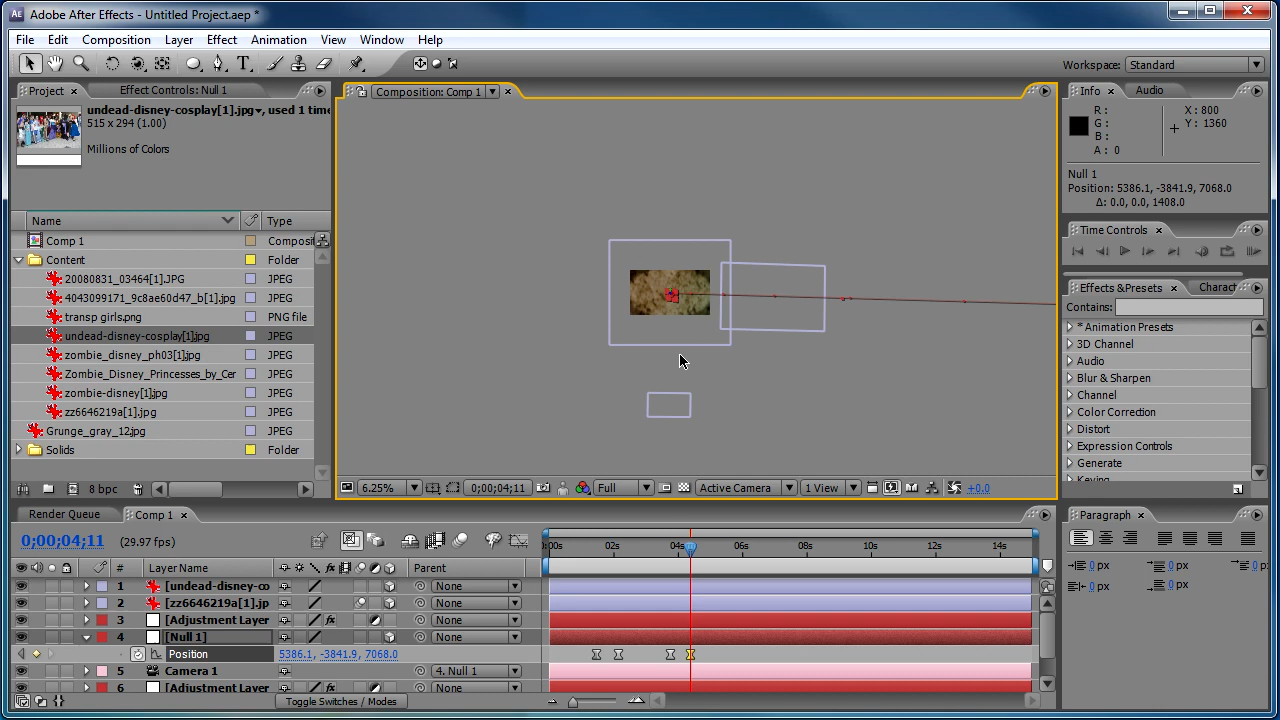 Adobe After Effects - Untitled Project.aep *
File Edit Composition Layer Effect Animation View Window Help
Workspace: Standard
Project Effect Controls: Null 1
undead-disney-cosplay[1].jpg, used 1 time
515 x 294 (1.00)
Millions of Colors
Name Type
Comp 1 Composi
Content Folder
20080831_03464[1].JPG JPEG
4043099171_9c8ae60d47_b[1].jpg JPEG
transp girls.png PNG file
undead-disney-cosplay[1].jpg JPEG
zombie_disney_ph03[1].jpg JPEG
Zombie_Disney_Princesses_by_Cer JPEG
zombie-disney[1].jpg JPEG
zz6646219a[1].jpg JPEG
Grunge_gray_12.jpg JPEG
Solids Folder
8 bpc
Composition: Comp 1
6.25% 0;00;04;11 Full Active Camera 1 View +0.0
Info Audio
R: X: 800
G: Y: 1360
B:
A: 0
Null 1
Position: 5386.1, -3841.9, 7068.0
Δ: 0.0, 0.0, 1408.0
Time Controls
Effects&Presets Charact
Contains:
* Animation Presets
3D Channel
Audio
Blur & Sharpen
Channel
Color Correction
Distort
Expression Controls
Generate
Keying
Paragraph
0 px 0 px 0 p
0 px 0 px
Render Queue Comp 1
0;00;04;11 (29.97 fps)
:00s 02s 04s 06s 08s 10s 12s 14s
# Layer Name Parent
1 [undead-disney-co None
2 [zz6646219a[1].jp None
3 [Adjustment Layer None
4 [Null 1] None
Position 5386.1, -3841.9, 7068.0
5 Camera 1 4. Null 1
6 [Adjustment Layer None
Toggle Switches / Modes